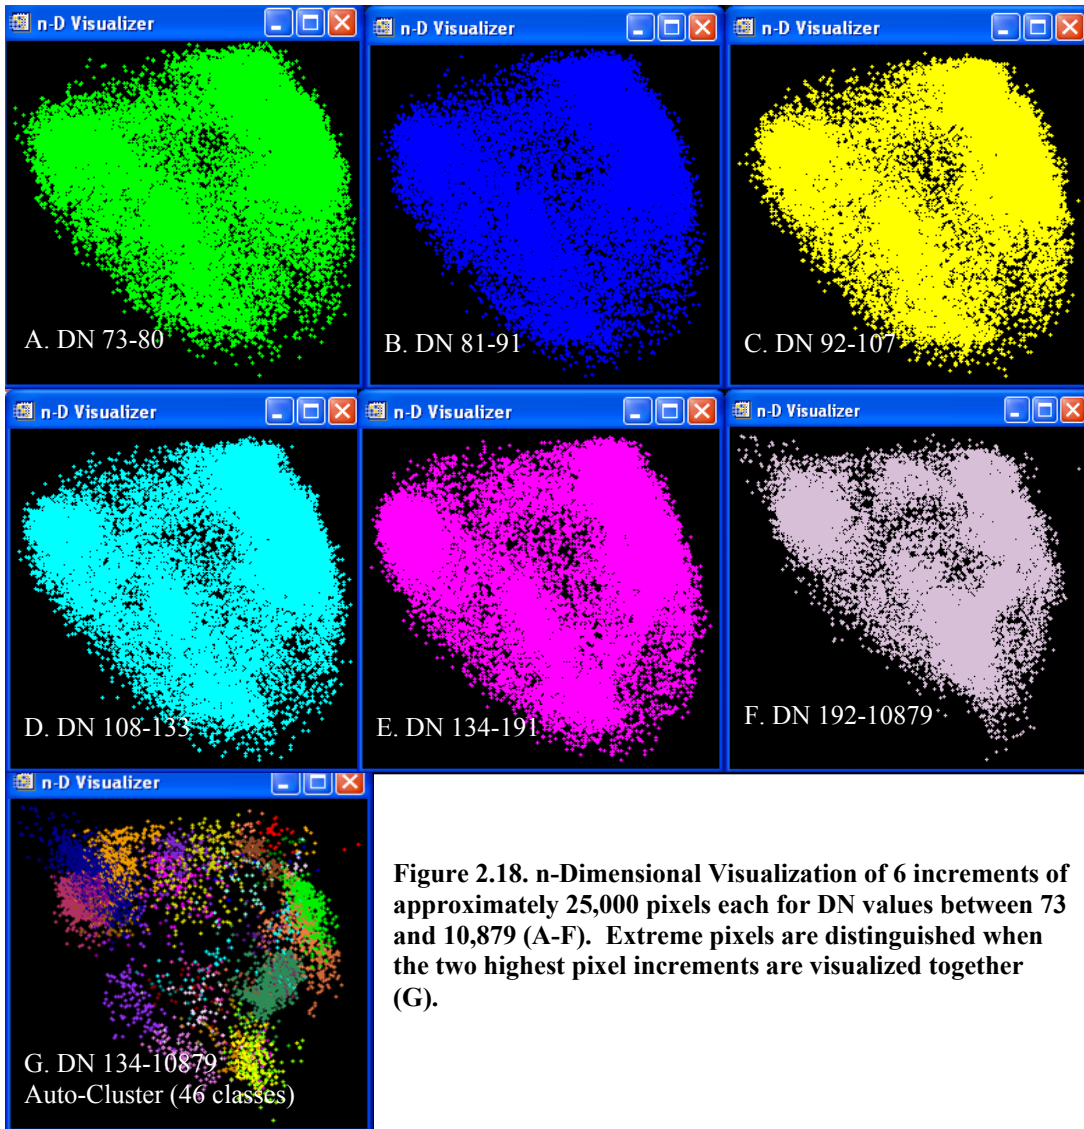 n-D Visualizer
n-D Visualizer
n-D Visualizer
A. DN 73-80
B. DN 81-91
C. DN 92-107
n-D Visualizer
n-D Visualizer
n-D Visualizer
D. DN 108-133
E. DN 134-191
F. DN 192-10879
n-D Visualizer
G. DN 134-10879
Auto-Cluster (46 classes)
Figure 2.18. n-Dimensional Visualization of 6 increments of
approximately 25,000 pixels each for DN values between 73
and 10,879 (A-F). Extreme pixels are distinguished when
the two highest pixel increments are visualized together
(G).